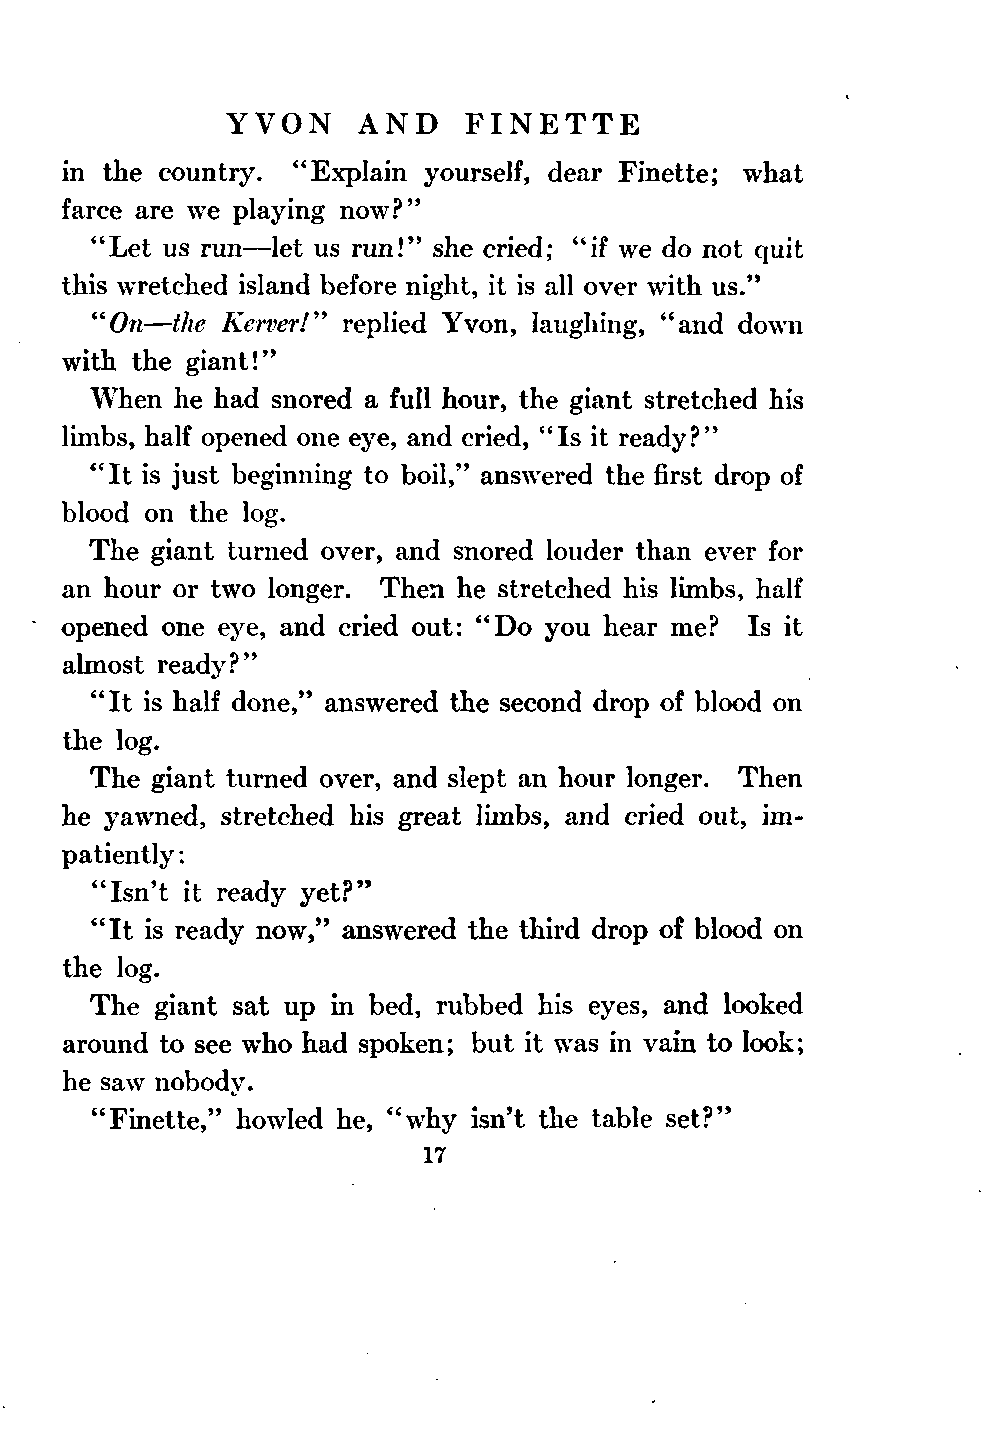 YVON AND FINETTE
in the country. "Explain yourself, dear Finette; what
farce are we playing now?"
"Let us run—let us run!" she cried; "if we do not quit
this wretched island before night, it is all over with us."
"On—the Kerver!" replied Yvon, laughing, "and down
with the giant!"
When he had snored a full hour, the giant stretched his
limbs, half opened one eye, and cried, "Is it ready?"
"It is just beginning to boil," answered the first drop of
blood on the log.
The giant turned over, and snored louder than ever for
an hour or two longer. Then he stretched his limbs, half
opened one eye, and cried out: "Do you hear me? Is it
almost ready?"
"It is half done," answered the second drop of blood on
the log.
The giant turned over, and slept an hour longer. Then
he yawned, stretched his great limbs, and cried out, im-
patiently:
"Isn't it ready yet?"
"It is ready now," answered the third drop of blood on
the log.
The giant sat up in bed, rubbed his eyes, and looked
around to see who had spoken; but it was in vain to look;
he saw nobody.
"Finette," howled he, "why isn't the table set?"
17